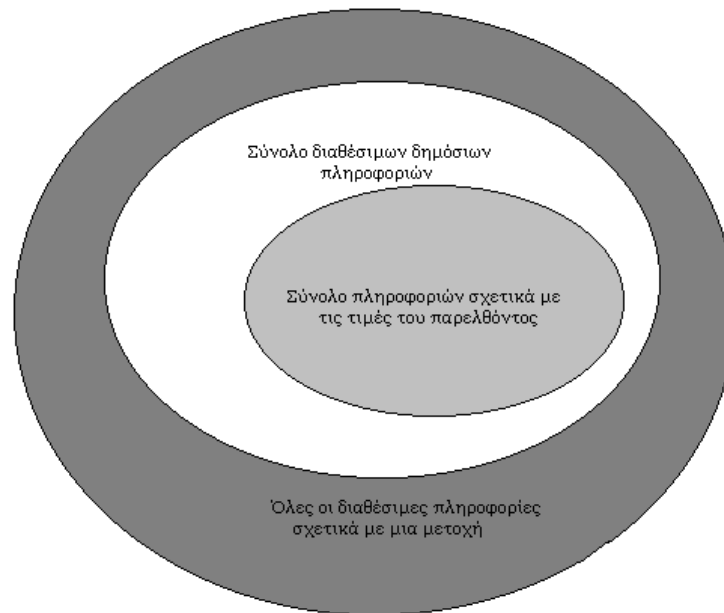 Σύνολο διαθέσιμων δημόσιων
πληροφοριών
Σύνολο πληροφοριών σχετικά με
τις τιμές του παρελθόντος
Όλες οι διαθέσιμες πληροφορίες
σχετικά με μια μετοχή